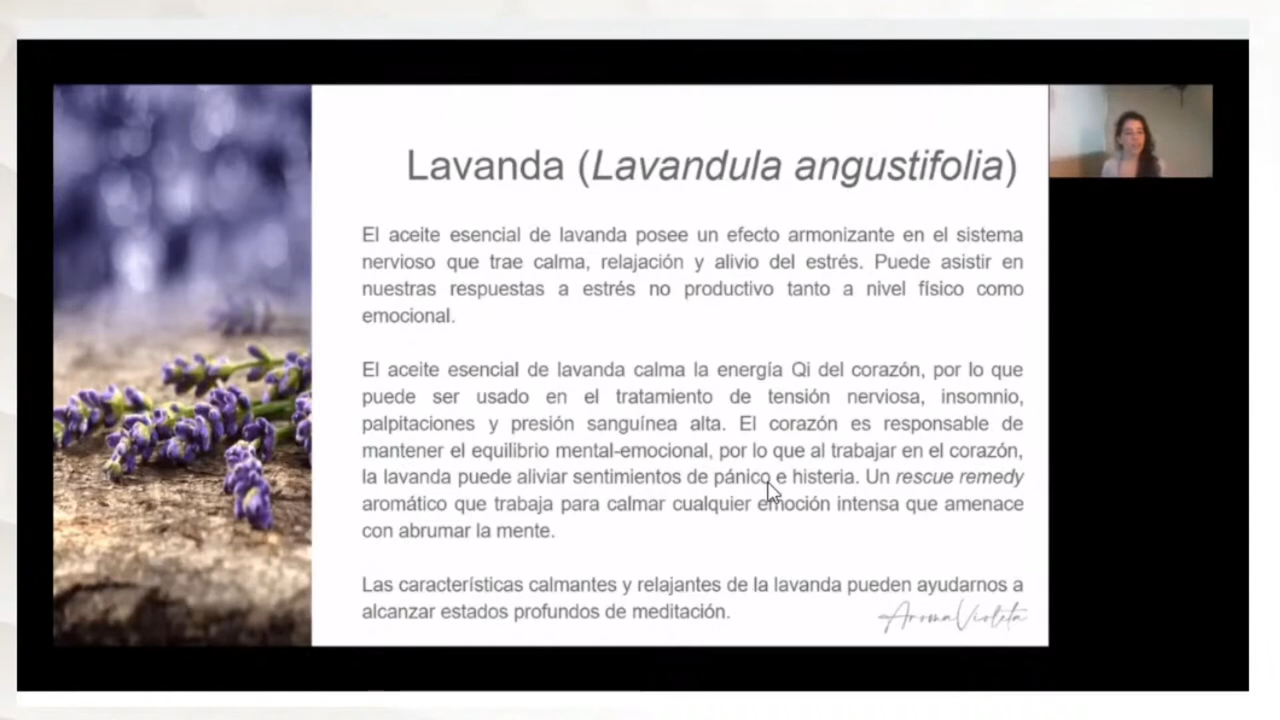 Lavanda (Lavandula angustifolia)
El aceite esencial de lavanda posee un efecto armonizante en el sistema
nervioso que trae calma, relajación y alivio del estrés. Puede asistir en
nuestras respuestas a estrés no productivo tanto a nivel físico como
emocional.
El aceite esencial de lavanda calma la energía Qi del corazón, por lo que
puede ser usado en el tratamiento de tensión nerviosa, insomnio,
palpitaciones y presión sanguínea alta. El corazón es responsable de
mantener el equilibrio mental-emocional, por lo que al trabajar en el corazón,
la lavanda puede aliviar sentimientos de pánico e histeria. Un rescue remedy
aromático que trabaja para calmar cualquier emoción intensa que amenace
con abrumar la mente.
Las características calmantes y relajantes de la lavanda pueden ayudarnos a
alcanzar estados profundos de meditación.
AromaVioleta